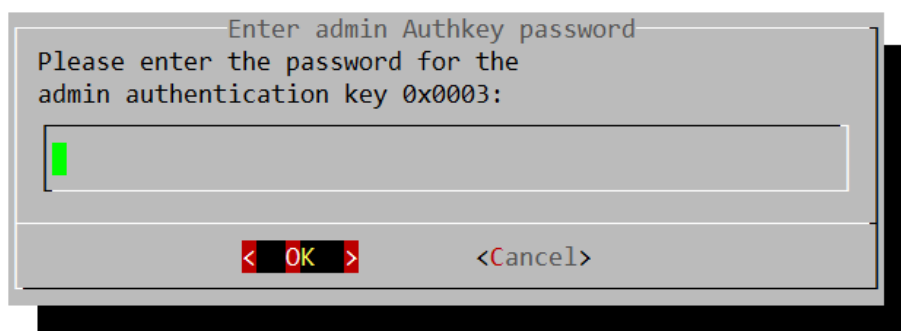 Enter admin Authkey password
Please enter the password for the
admin authentication key 0x0003:
< OK > <Cancel>